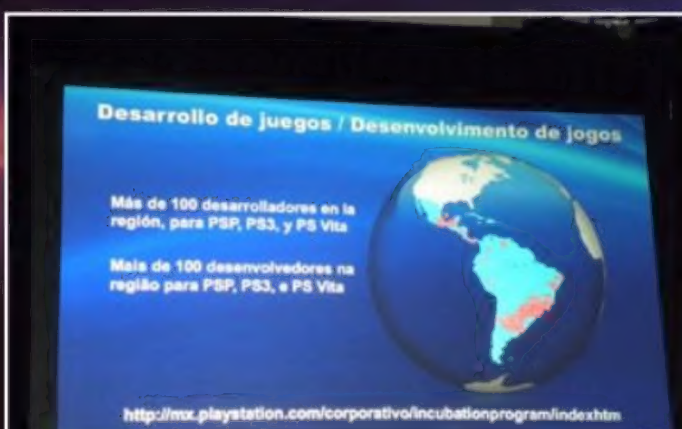 Desarrollo de juegos / Desenvolvimento de jogos
Más de 100 desarrolladores en la
región, para PSP, PS3, y PS Vita
Mais de 100 desenvolvedores na
região para PSP, PS3, e PS Vita
http://mx.playstation.com/corporativo/incubationprogram/indexhtm